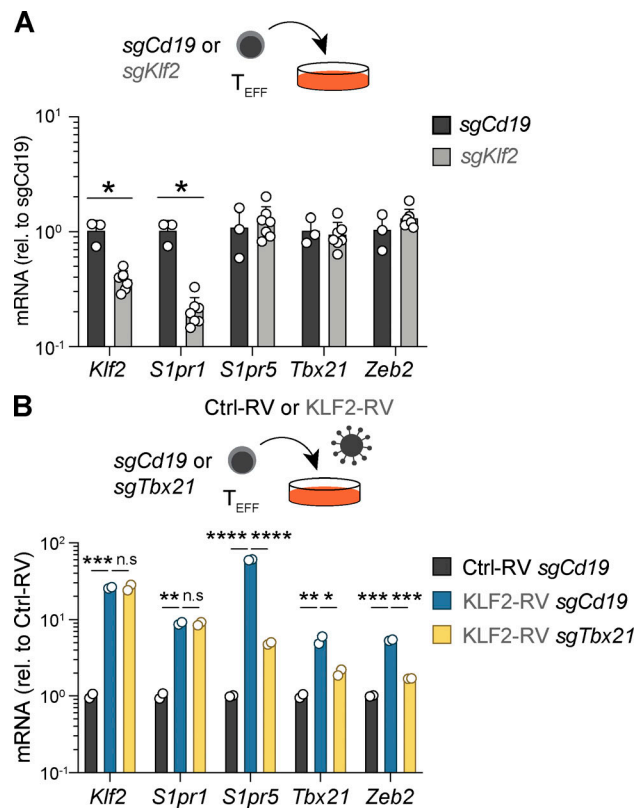 A
sgCd19 or
sgKlf2
TEFF
mRNA (rel. to sgCd19)
10¹
10⁰
10⁻¹
* *
sgCd19
sgKlf2
Klf2 S1pr1 S1pr5 Tbx21 Zeb2
B
Ctrl-RV or KLF2-RV
sgCd19 or
sgTbx21
TEFF
mRNA (rel. to Ctrl-RV)
10²
10¹
10⁰
10⁻¹
**** ****
*** n.s ** n.s ** * *** ***
Ctrl-RV sgCd19
KLF2-RV sgCd19
KLF2-RV sgTbx21
Klf2 S1pr1 S1pr5 Tbx21 Zeb2